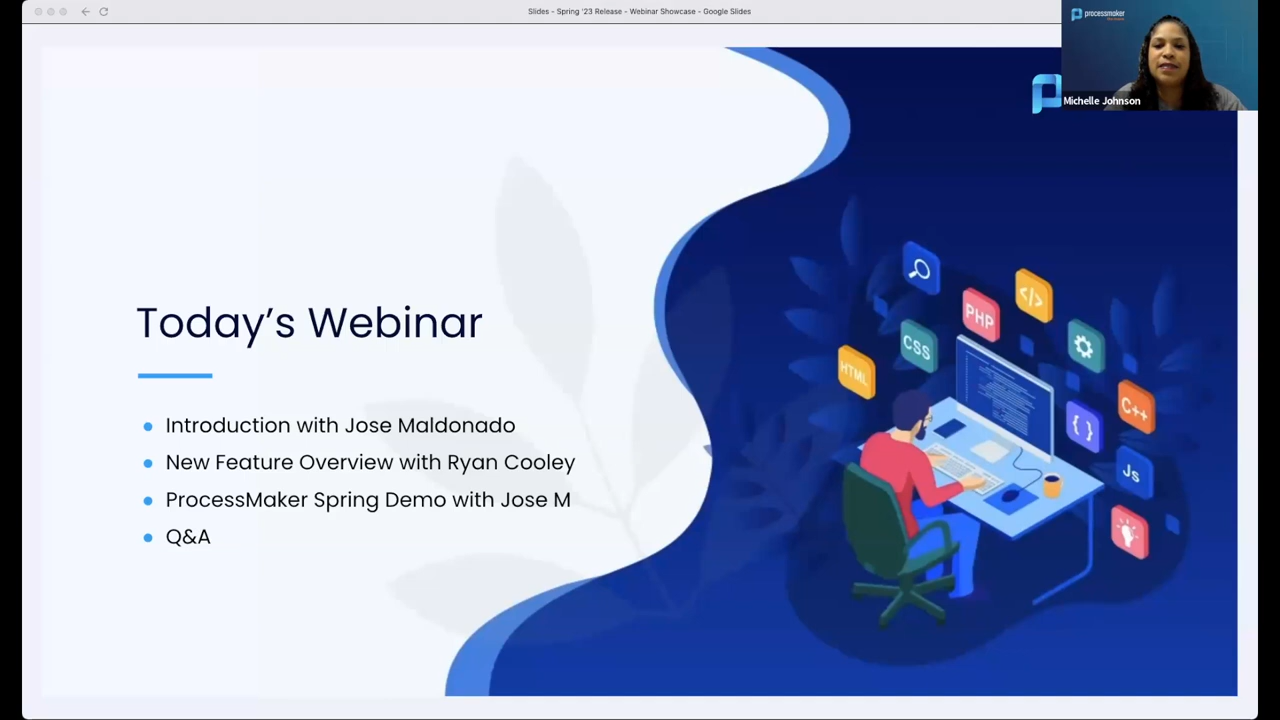 Slides - Spring '23 Release - Webinar Showcase - Google Slides
processmaker
Michelle Johnson
Today's Webinar
Introduction with Jose Maldonado
New Feature Overview with Ryan Cooley
ProcessMaker Spring Demo with Jose M
Q&A
</>
PHP
CSS
HTML
C++
{ }
Js